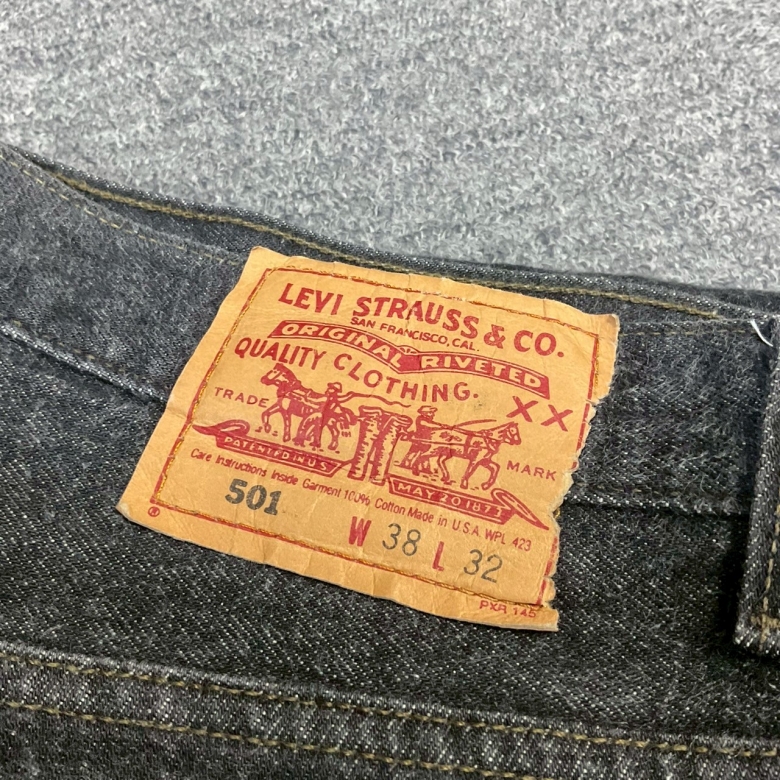 LEVI STRAUSS & CO.
SAN FRANCISCO, CAL.
ORIGINAL RIVETED
QUALITY CLOTHING.
XX
TRADE MARK
PATENTED IN U.S. MAY 20 1873
Care Instructions Inside Garment 100% Cotton Made in U.S.A. WPL 423
501
W 38 L 32
®
PXR 145